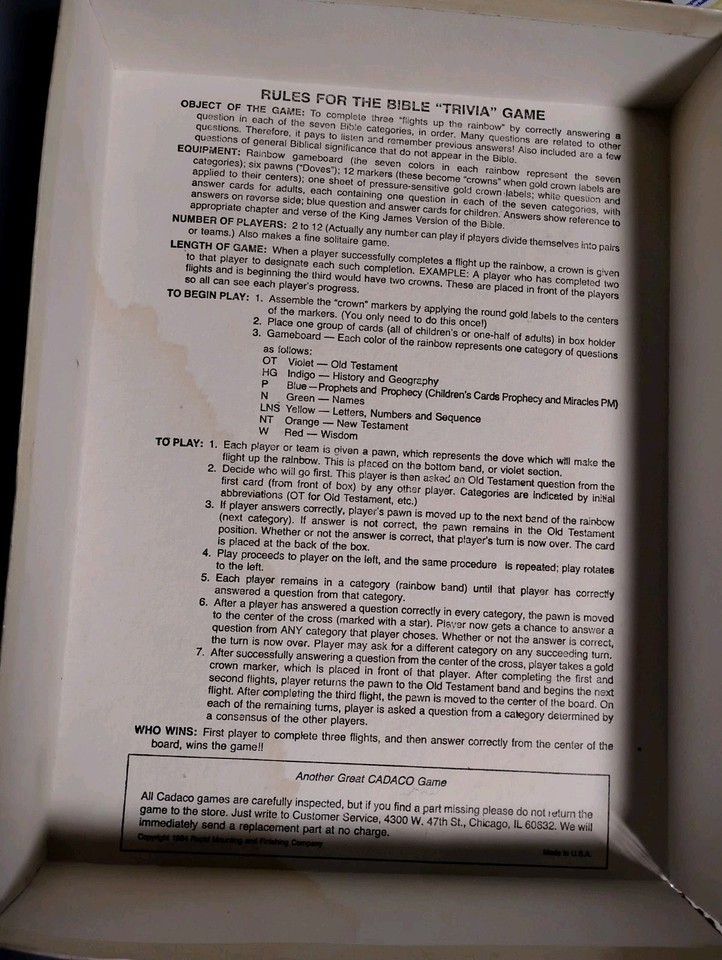 RULES FOR THE BIBLE "TRIVIA" GAME
OBJECT OF THE GAME: To complete three "flights up the rainbow" by correctly answering a
question in each of the seven Bible categories, in order. Many questions are related to other
questions. Therefore, it pays to listen and remember previous answers! Also included are a few
questions of general Biblical significance that do not appear in the Bible.
EQUIPMENT: Rainbow gameboard (the seven colors in each rainbow represent the seven
categories); six pawns ("Doves"); 12 markers (these become "crowns" when gold crown labels are
applied to their centers); one sheet of pressure-sensitive gold crown labels; white question and
answer cards for adults, each containing one question in each of the seven categories, with
answers on reverse side; blue question and answer cards for children. Answers show reference to
appropriate chapter and verse of the King James Version of the Bible.
NUMBER OF PLAYERS: 2 to 12 (Actually any number can play if players divide themselves into pairs
or teams.) Also makes a fine solitaire game.
LENGTH OF GAME: When a player successfully completes a flight up the rainbow, a crown is given
to that player to designate each such completion. EXAMPLE: A player who has completed two
flights and is beginning the third would have two crowns. These are placed in front of the players
so all can see each player's progress.
TO BEGIN PLAY: 1. Assemble the "crown" markers by applying the round gold labels to the centers
of the markers. (You only need to do this once!)
2. Place one group of cards (all of children's or one-half of adults) in box holder
3. Gameboard — Each color of the rainbow represents one category of questions
as follows:
OT Violet — Old Testament
HG Indigo — History and Geography
P Blue — Prophets and Prophecy (Children's Cards Prophecy and Miracles PM)
N Green — Names
LNS Yellow — Letters, Numbers and Sequence
NT Orange — New Testament
W Red — Wisdom
TO PLAY: 1. Each player or team is given a pawn, which represents the dove which will make the
flight up the rainbow. This is placed on the bottom band, or violet section.
2. Decide who will go first. This player is then asked an Old Testament question from the
first card (from front of box) by any other player. Categories are indicated by initial
abbreviations (OT for Old Testament, etc.)
3. If player answers correctly, player's pawn is moved up to the next band of the rainbow
(next category). If answer is not correct, the pawn remains in the Old Testament
position. Whether or not the answer is correct, that player's turn is now over. The card
is placed at the back of the box.
4. Play proceeds to player on the left, and the same procedure is repeated; play rotates
to the left.
5. Each player remains in a category (rainbow band) until that player has correctly
answered a question from that category.
6. After a player has answered a question correctly in every category, the pawn is moved
to the center of the cross (marked with a star). Player now gets a chance to answer a
question from ANY category that player choses. Whether or not the answer is correct,
the turn is now over. Player may ask for a different category on any succeeding turn.
7. After successfully answering a question from the center of the cross, player takes a gold
crown marker, which is placed in front of that player. After completing the first and
second flights, player returns the pawn to the Old Testament band and begins the next
flight. After completing the third flight, the pawn is moved to the center of the board. On
each of the remaining turns, player is asked a question from a category determined by
a consensus of the other players.
WHO WINS: First player to complete three flights, and then answer correctly from the center of the
board, wins the game!!
Another Great CADACO Game
All Cadaco games are carefully inspected, but if you find a part missing please do not return the
game to the store. Just write to Customer Service, 4300 W. 47th St., Chicago, IL 60632. We will
immediately send a replacement part at no charge.
Copyright 1984 Rapid Mounting and Finishing Company
Made in U.S.A.